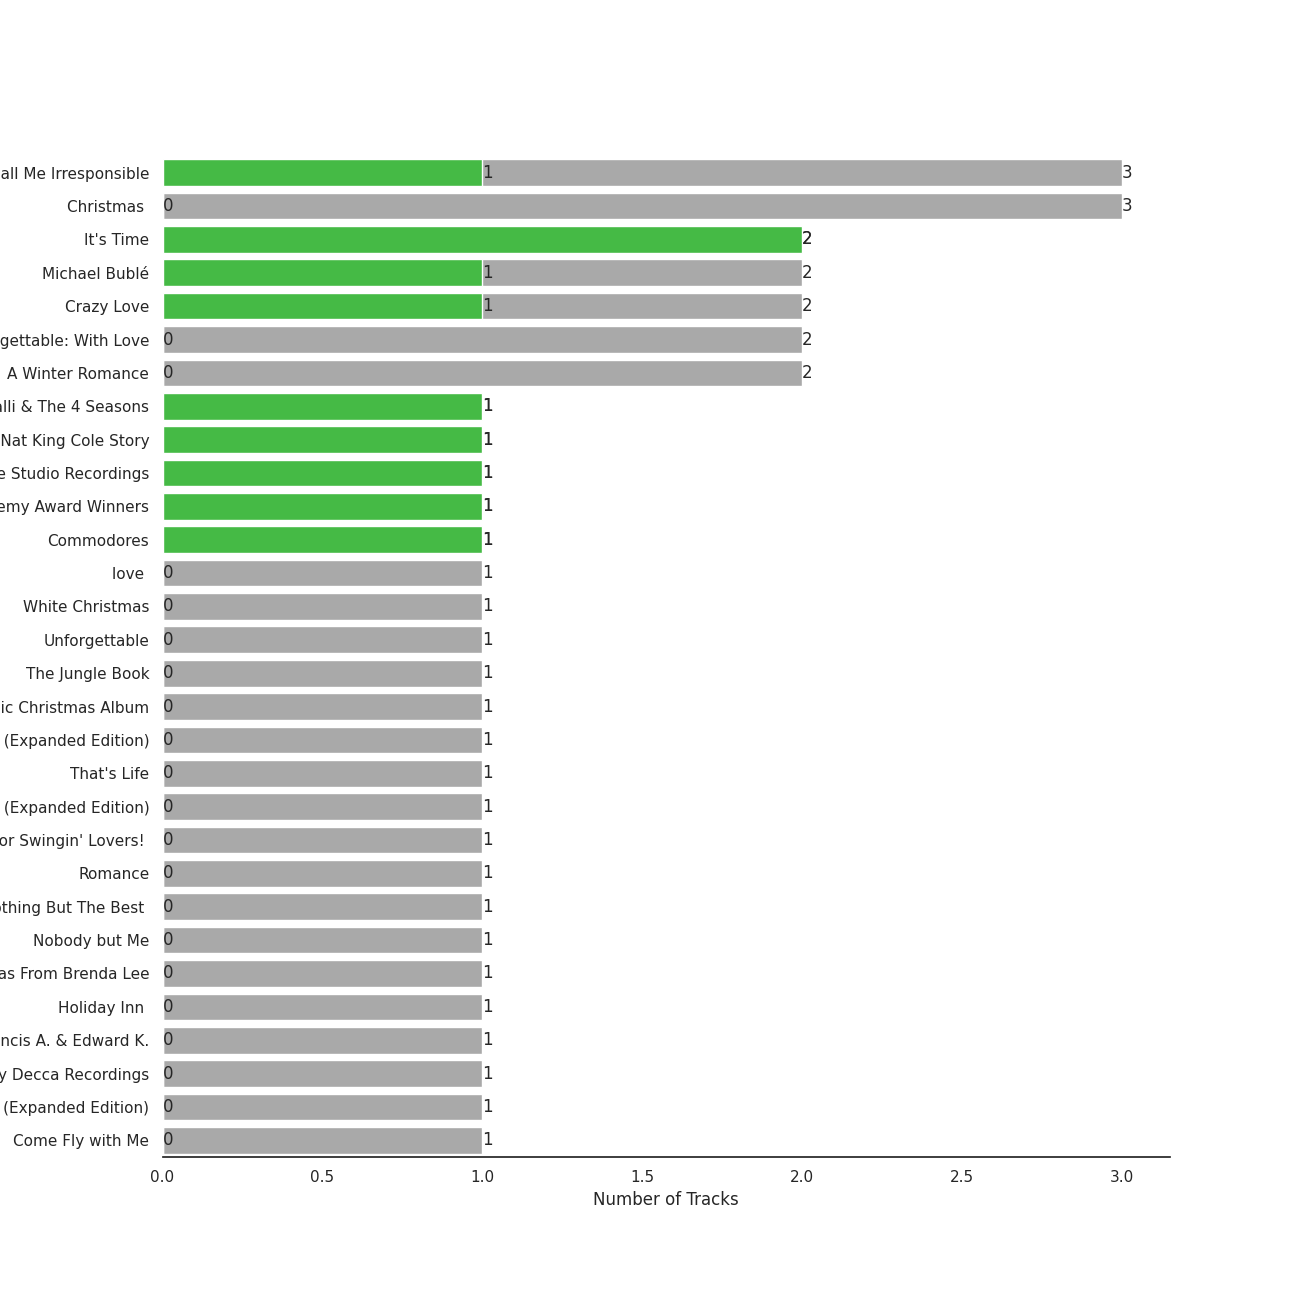 all Me Irresponsible 1 3
Christmas 0 3
It's Time 2
Michael Bublé 1 2
Crazy Love 1 2
gettable: With Love 0 2
A Winter Romance 0 2
alli & The 4 Seasons 1
Nat King Cole Story 1
e Studio Recordings 1
emy Award Winners 1
Commodores 1
love 0 1
White Christmas 0 1
Unforgettable 0 1
The Jungle Book 0 1
ic Christmas Album 0 1
(Expanded Edition) 0 1
That's Life 0 1
(Expanded Edition) 0 1
or Swingin' Lovers! 0 1
Romance 0 1
othing But The Best 0 1
Nobody but Me 0 1
as From Brenda Lee 0 1
Holiday Inn 0 1
ncis A. & Edward K. 0 1
y Decca Recordings 0 1
(Expanded Edition) 0 1
Come Fly with Me 0 1
0.0 0.5 1.0 1.5 2.0 2.5 3.0
Number of Tracks